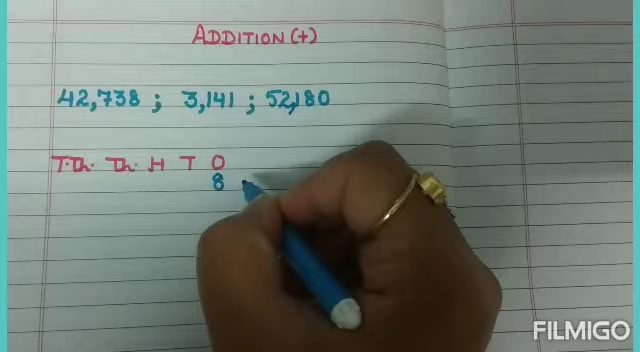 ADDITION (+)
42,738 ; 3,141 ; 52,180
T.Th. Th. H T O
8
FILMIGO